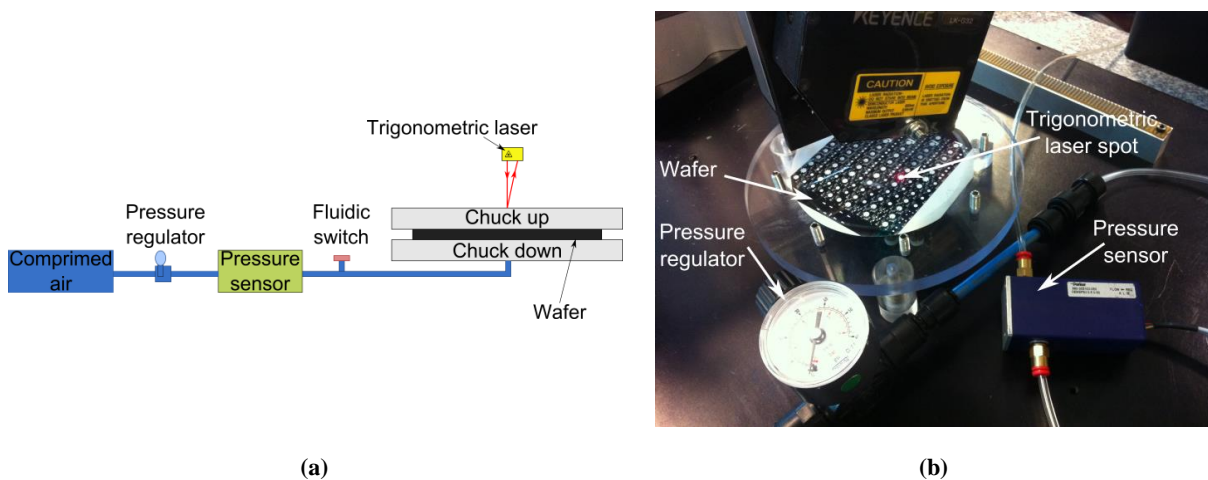 Trigonometric laser
Pressure
regulator
Fluidic
switch
Chuck up
Chuck down
Comprimed
air
Pressure
sensor
Wafer
(a)
KEYENCE
CAUTION
Trigonometric
laser spot
Wafer
Pressure
regulator
Pressure
sensor
(b)